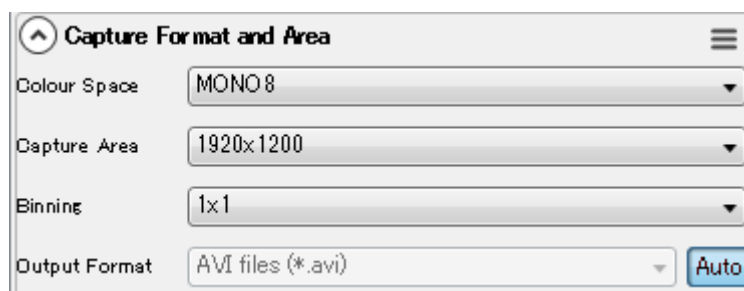 Capture Format and Area
Colour Space MONO8
Capture Area 1920x1200
Binning 1x1
Output Format AVI files (*.avi) Auto